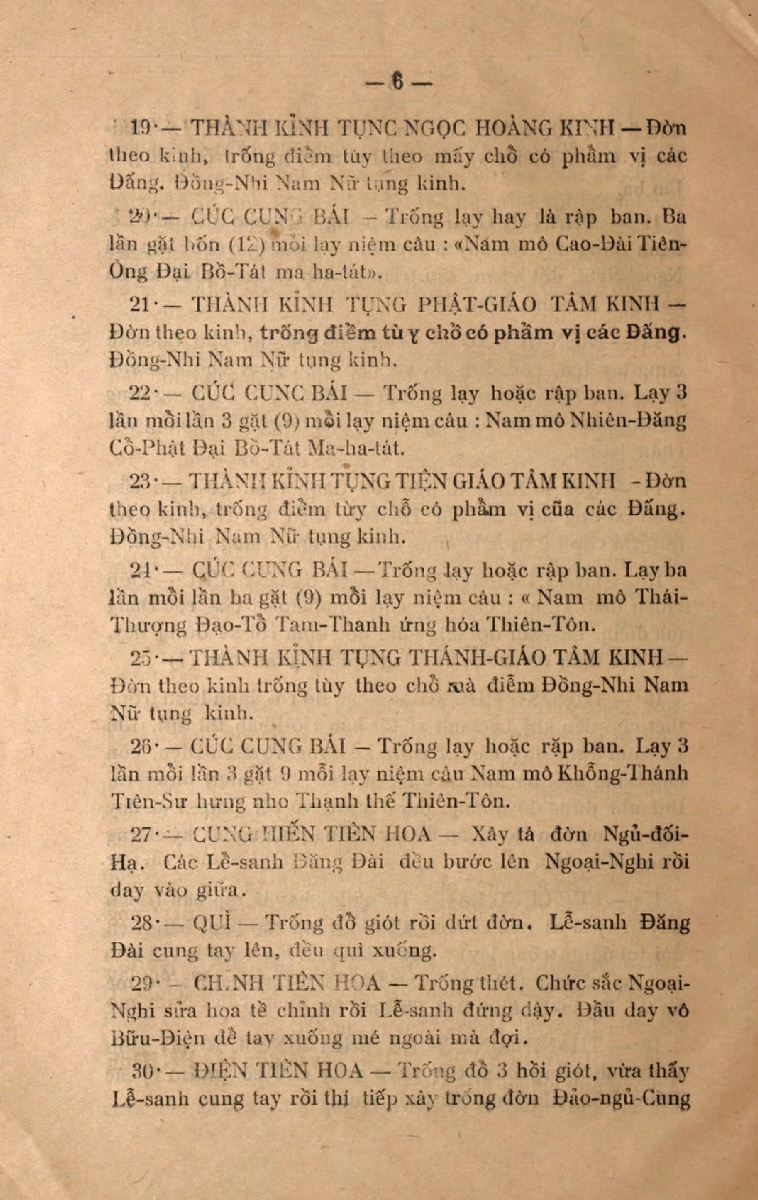 — 6 —
19·— THÀNH KỈNH TỤNG NGỌC HOÀNG KINH — Đờn
theo kinh, trống điểm tùy theo mấy chỗ có phẩm vị các
Đấng. Đồng-Nhi Nam Nữ tụng kinh.
20·— CÚC CUNG BÁI — Trống lạy hay là rập ban. Ba
lần gặt bốn (12) mỗi lạy niệm câu : «Nam mô Cao-Đài Tiên-
Ông Đại Bồ-Tát ma ha-tát».
21·— THÀNH KỈNH TỤNG PHẬT-GIÁO TÂM KINH —
Đờn theo kinh, trống điểm tùy chỗ có phẩm vị các Đấng.
Đồng-Nhi Nam Nữ tụng kinh.
22·— CÚC CUNG BÁI — Trống lạy hoặc rập ban. Lạy 3
lần mỗi lần 3 gặt (9) mỗi lạy niệm câu : Nam mô Nhiên-Đăng
Cổ-Phật Đại Bồ-Tát Ma-ha-tát.
23·— THÀNH KỈNH TỤNG TIÊN GIÁO TÂM KINH -Đờn
theo kinh, trống điểm từy chỗ có phẩm vị của các Đấng.
Đồng-Nhi Nam Nữ tụng kinh.
24·— CÚC CUNG BÁI — Trống lạy hoặc rập ban. Lạy ba
lần mỗi lần ba gặt (9) mỗi lạy niệm câu : « Nam mô Thái-
Thượng Đạo-Tổ Tam-Thanh ứng hóa Thiên-Tôn.
25·— THÀNH KỈNH TỤNG THÁNH-GIÁO TÂM KINH —
Đờn theo kinh trống tùy theo chỗ mà điểm Đồng-Nhi Nam
Nữ tụng kinh.
26·— CÚC CUNG BÁI — Trống lạy hoặc rặp ban. Lạy 3
lần mỗi lần 3 gặt 9 mỗi lạy niệm câu Nam mô Khổng-Thánh
Tiên-Sư hưng nho Thạnh thế Thiên-Tôn.
27·— CUNG HIẾN TIÊN HOA — Xây tá đờn Ngủ-đối-
Hạ. Các Lễ-sanh Đăng Đài đều bước lên Ngoại-Nghi rồi
day vào giữa.
28·— QUÌ — Trống đổ giót rồi dứt đờn. Lễ-sanh Đăng
Đài cung tay lên, đều quì xuống.
29·— CHỈNH TIÊN HOA — Trống thét. Chức sắc Ngoại-
Nghi sửa hoa tề chỉnh rồi Lễ-sanh đứng dậy. Đầu day vô
Bữu-Điện để tay xuống mé ngoài mà đợi.
30·— ĐIỆN TIÊN HOA — Trống đổ 3 hồi giót, vừa thấy
Lễ-sanh cung tay rồi thì tiếp xây trống đờn Đảo-ngủ-Cung